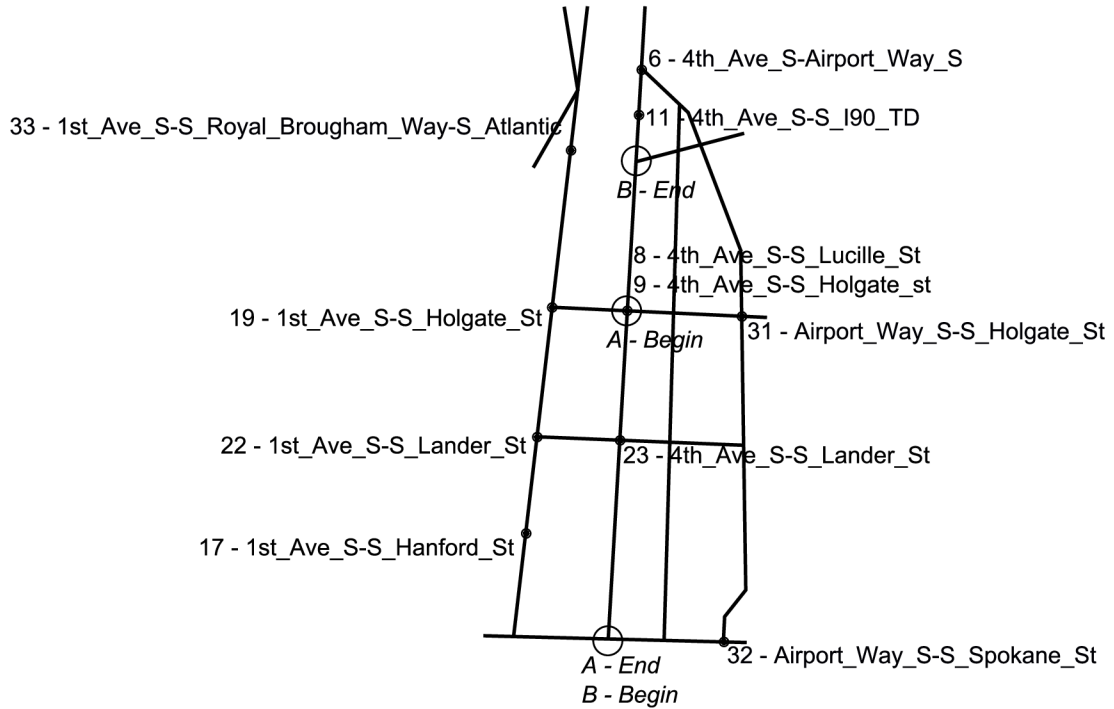 6 - 4th_Ave_S-Airport_Way_S
11 - 4th_Ave_S-S_I90_TD
33 - 1st_Ave_S-S_Royal_Brougham_Way-S_Atlantic
B - End
8 - 4th_Ave_S-S_Lucille_St
9 - 4th_Ave_S-S_Holgate_st
19 - 1st_Ave_S-S_Holgate_St
31 - Airport_Way_S-S_Holgate_St
A - Begin
22 - 1st_Ave_S-S_Lander_St
23 - 4th_Ave_S-S_Lander_St
17 - 1st_Ave_S-S_Hanford_St
32 - Airport_Way_S-S_Spokane_St
A - End
B - Begin